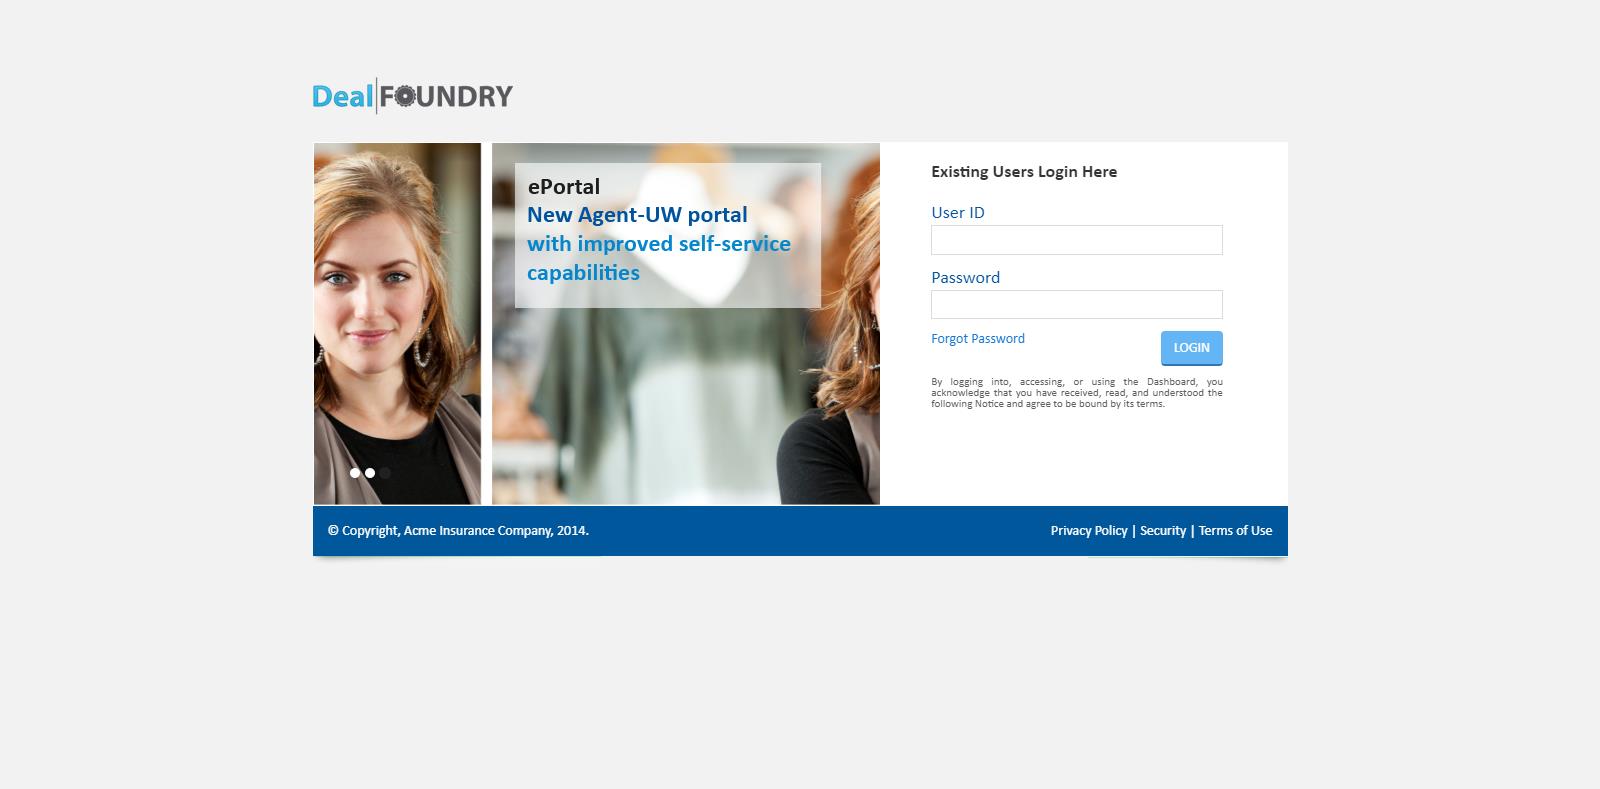 Deal FOUNDRY
ePortal
New Agent-UW portal
with improved self-service
capabilities
Existing Users Login Here
User ID
Password
Forgot Password
LOGIN
By logging into, accessing, or using the Dashboard, you
acknowledge that you have received, read, and understood the
following Notice and agree to be bound by its terms.
© Copyright, Acme Insurance Company, 2014.
Privacy Policy | Security | Terms of Use